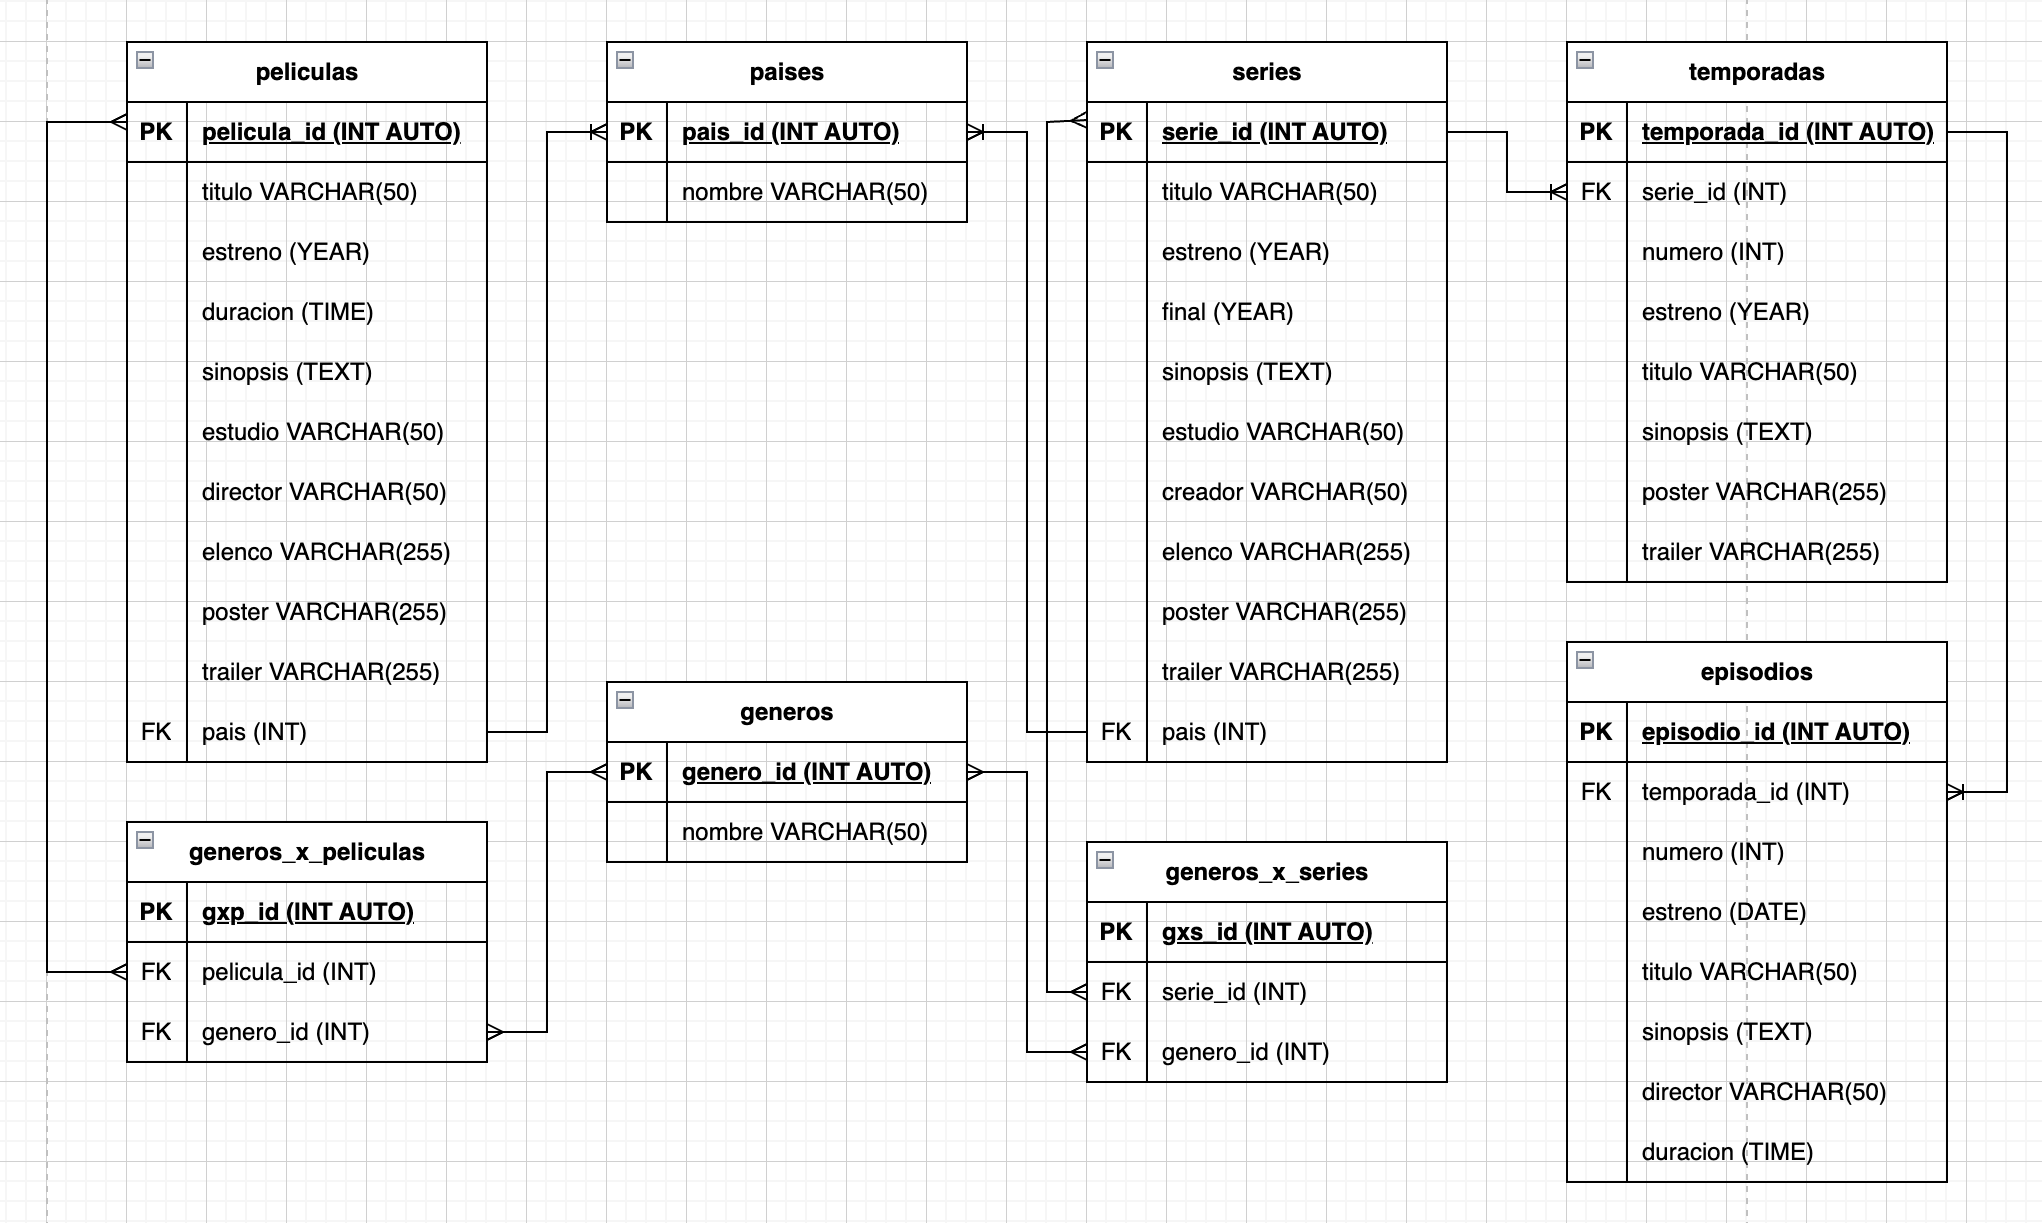 peliculas
PK pelicula_id (INT AUTO)
titulo VARCHAR(50)
estreno (YEAR)
duracion (TIME)
sinopsis (TEXT)
estudio VARCHAR(50)
director VARCHAR(50)
elenco VARCHAR(255)
poster VARCHAR(255)
trailer VARCHAR(255)
FK pais (INT)
generos_x_peliculas
PK gxp_id (INT AUTO)
FK pelicula_id (INT)
FK genero_id (INT)
paises
PK pais_id (INT AUTO)
nombre VARCHAR(50)
generos
PK genero_id (INT AUTO)
nombre VARCHAR(50)
series
PK serie_id (INT AUTO)
titulo VARCHAR(50)
estreno (YEAR)
final (YEAR)
sinopsis (TEXT)
estudio VARCHAR(50)
creador VARCHAR(50)
elenco VARCHAR(255)
poster VARCHAR(255)
trailer VARCHAR(255)
FK pais (INT)
generos_x_series
PK gxs_id (INT AUTO)
FK serie_id (INT)
FK genero_id (INT)
temporadas
PK temporada_id (INT AUTO)
FK serie_id (INT)
numero (INT)
estreno (YEAR)
titulo VARCHAR(50)
sinopsis (TEXT)
poster VARCHAR(255)
trailer VARCHAR(255)
episodios
PK episodio_id (INT AUTO)
FK temporada_id (INT)
numero (INT)
estreno (DATE)
titulo VARCHAR(50)
sinopsis (TEXT)
director VARCHAR(50)
duracion (TIME)